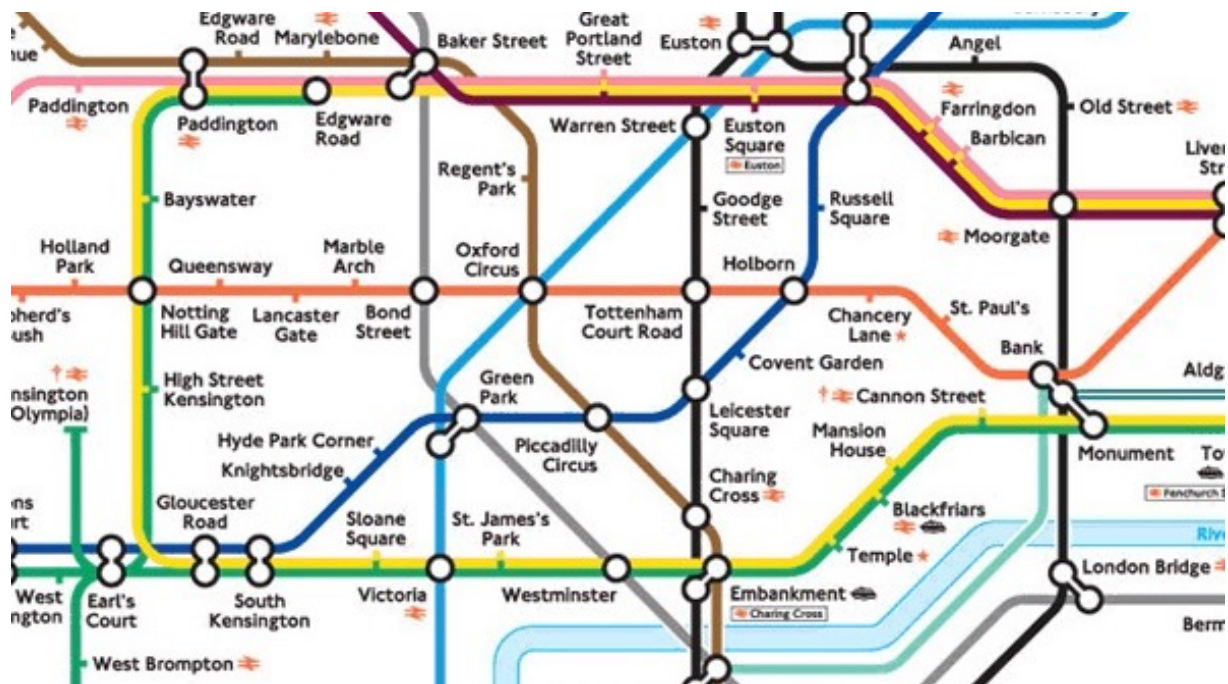 Edgware
Road
Marylebone
Baker Street
Great
Portland
Street
Euston
Angel
Paddington
Paddington
Edgware
Road
Warren Street
Euston
Square
Euston
Farringdon
Barbican
Old Street
Regent's
Park
Bayswater
Goodge
Street
Russell
Square
Moorgate
Holland
Park
Queensway
Marble
Arch
Oxford
Circus
Holborn
Notting
Hill Gate
Lancaster
Gate
Bond
Street
Tottenham
Court Road
Chancery
Lane
St. Paul's
Bank
Covent Garden
High Street
Kensington
Green
Park
Cannon Street
Leicester
Square
Mansion
House
Hyde Park Corner
Knightsbridge
Piccadilly
Circus
Monument
Charing
Cross
Gloucester
Road
Sloane
Square
St. James's
Park
Blackfriars
Temple
West
Earl's
Court
South
Kensington
Victoria
Westminster
Embankment
Charing Cross
London Bridge
West Brompton